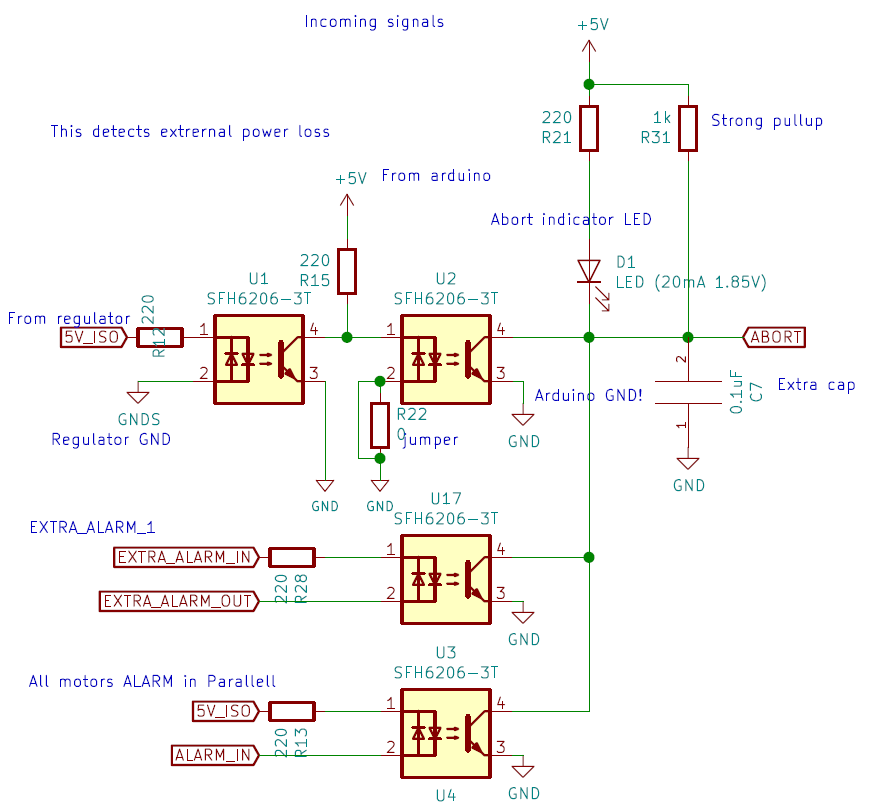 Incoming signals
+5V
220
R21
1k
R31
Strong pullup
This detects extrernal power loss
From arduino
+5V
Abort indicator LED
220
R15
D1
LED (20mA 1.85V)
U1
SFH6206-3T
U2
SFH6206-3T
From regulator
5V_ISO
220
R12
1
2
4
3
1
2
4
3
ABORT
2
1
0.1uF
C7
Extra cap
GNDS
Regulator GND
R22
0
jumper
Arduino GND!
GND
GND
GND
GND
EXTRA_ALARM_1
U17
SFH6206-3T
EXTRA_ALARM_IN
220
R28
EXTRA_ALARM_OUT
1
2
4
3
GND
All motors ALARM in Parallell
U3
SFH6206-3T
5V_ISO
220
R13
ALARM_IN
1
2
4
3
GND
U4